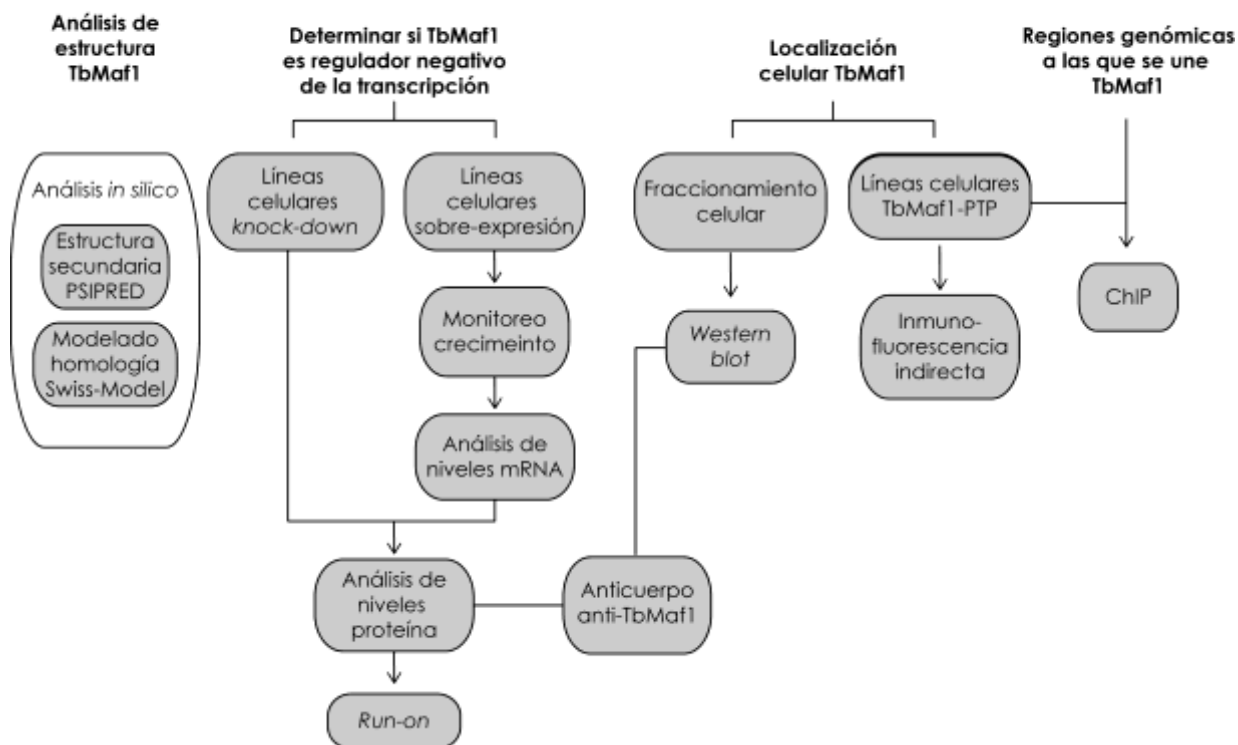 Análisis de
estructura
TbMaf1
Determinar si TbMaf1
es regulador negativo
de la transcripción
Localización
celular TbMaf1
Regiones genómicas
a las que se une
TbMaf1
Análisis in silico
Estructura
secundaria
PSIPRED
Modelado
homología
Swiss-Model
Líneas
celulares
knock-down
Líneas
celulares
sobre-expresión
Monitoreo
crecimeinto
Análisis de
niveles mRNA
Análisis de
niveles
proteína
Run-on
Anticuerpo
anti-TbMaf1
Fraccionamiento
celular
Western
blot
Líneas celulares
TbMaf1-PTP
Inmuno-
fluorescencia
indirecta
ChIP